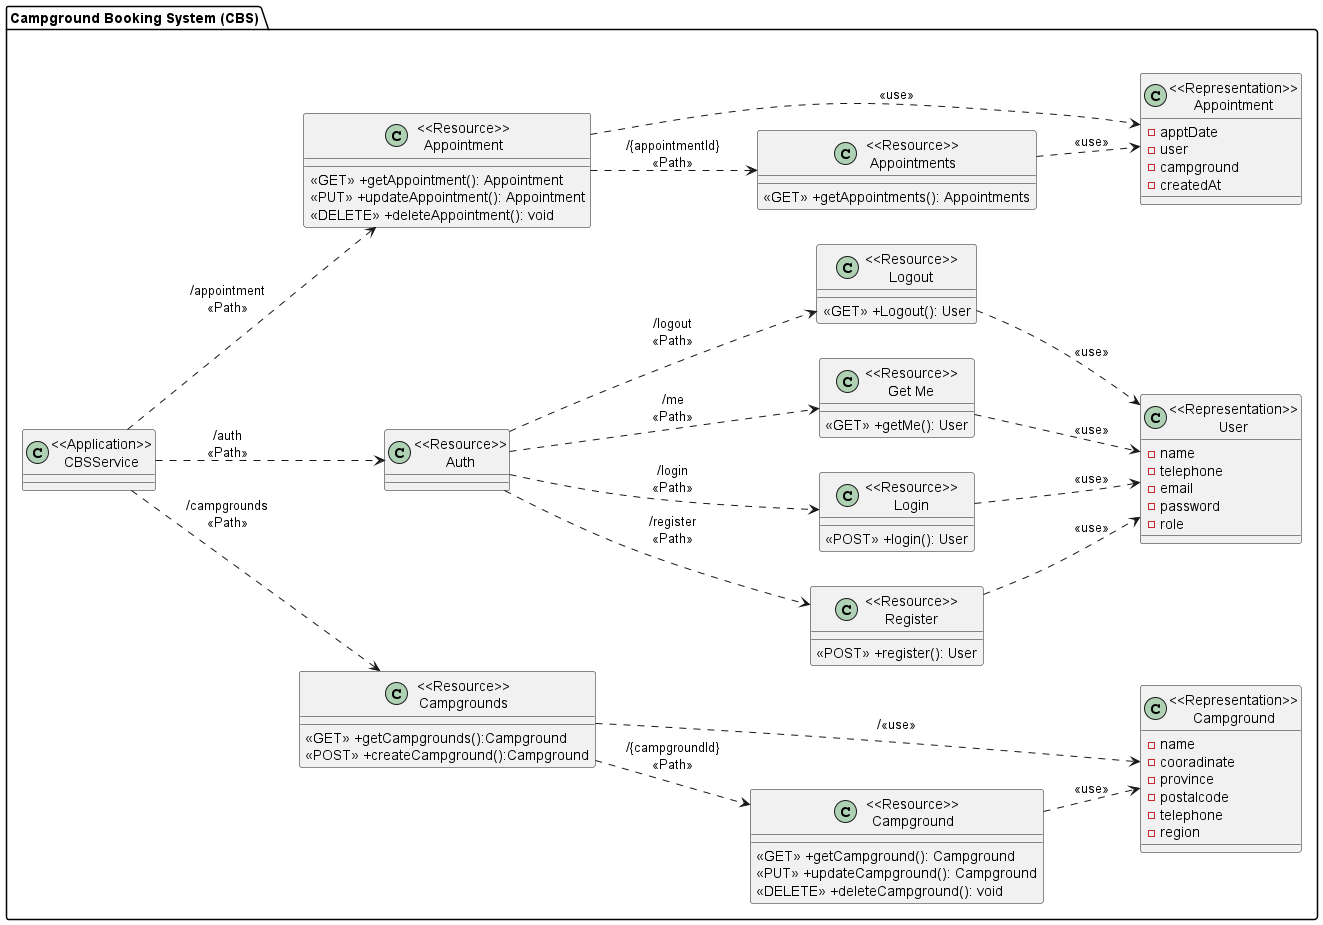 Campground Booking System (CBS)
<<Application>>
CBSService
/appointment
«Path»
/auth
«Path»
/campgrounds
«Path»
<<Resource>>
Appointment
«GET» +getAppointment(): Appointment
«PUT» +updateAppointment(): Appointment
«DELETE» +deleteAppointment(): void
<<Resource>>
Auth
<<Resource>>
Campgrounds
«GET» +getCampgrounds():Campground
«POST» +createCampground():Campground
/{appointmentId}
«Path»
/logout
«Path»
/me
«Path»
/login
«Path»
/register
«Path»
/{campgroundId}
«Path»
<<Resource>>
Appointments
«GET» +getAppointments(): Appointments
<<Resource>>
Logout
«GET» +Logout(): User
<<Resource>>
Get Me
«GET» +getMe(): User
<<Resource>>
Login
«POST» +login(): User
<<Resource>>
Register
«POST» +register(): User
<<Resource>>
Campground
«GET» +getCampground(): Campground
«PUT» +updateCampground(): Campground
«DELETE» +deleteCampground(): void
«use»
«use»
«use»
«use»
«use»
«use»
/«use»
«use»
<<Representation>>
Appointment
apptDate
user
campground
createdAt
<<Representation>>
User
name
telephone
email
password
role
<<Representation>>
Campground
name
cooradinate
province
postalcode
telephone
region
C
C
C
C
C
C
C
C
C
C
C
C
C